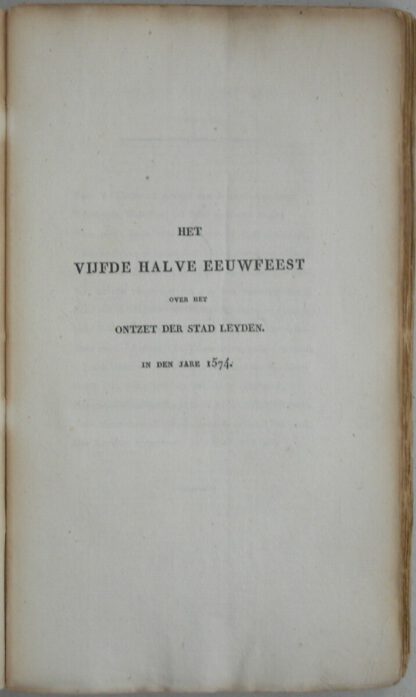 HET
VIJFDE HALVE EEUWFEEST
OVER HET
ONTZET DER STAD LEYDEN.
IN DEN JARE 1574.